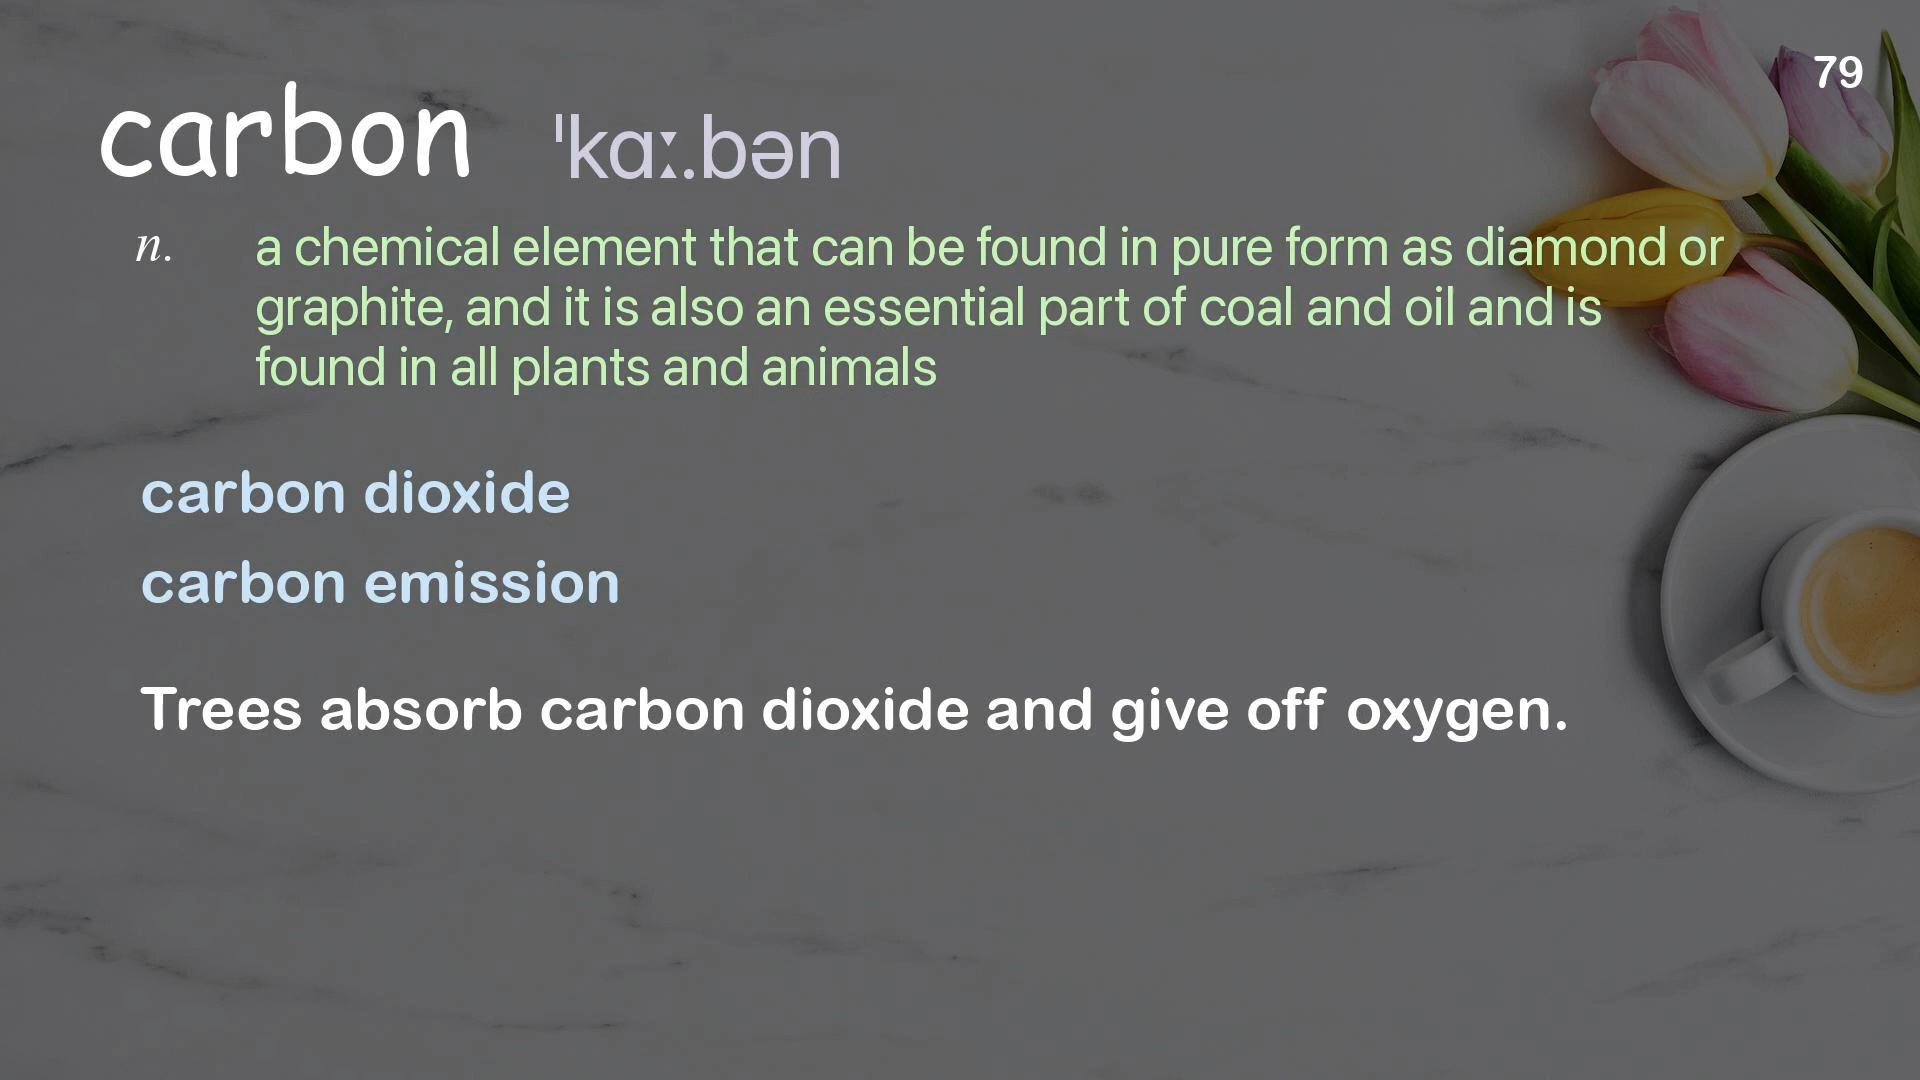 79
carbon ˈkɑː.bən
n. a chemical element that can be found in pure form as diamond or
graphite, and it is also an essential part of coal and oil and is
found in all plants and animals
carbon dioxide
carbon emission
Trees absorb carbon dioxide and give off oxygen.